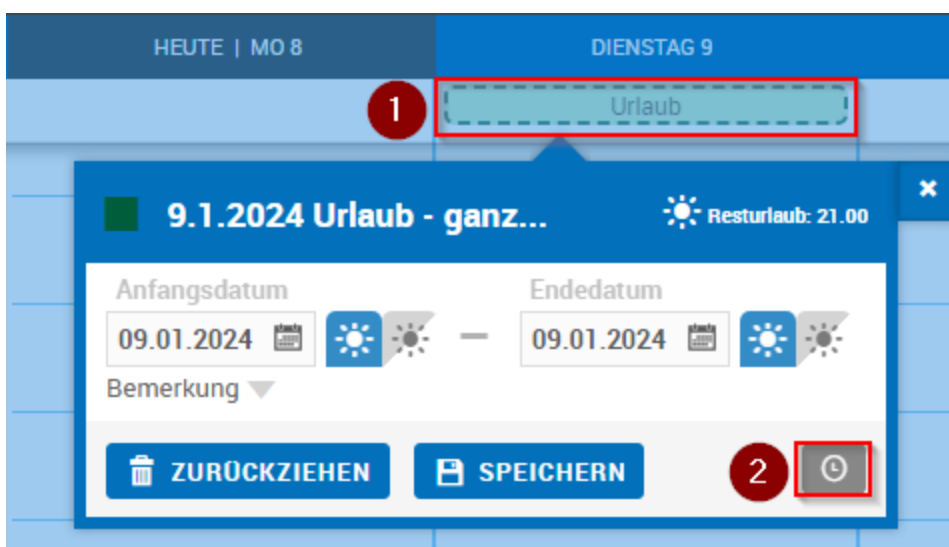 HEUTE | MO 8
DIENSTAG 9
1
Urlaub
9.1.2024 Urlaub - ganz...
Resturlaub: 21.00
Anfangsdatum
Endedatum
09.01.2024
09.01.2024
Bemerkung
ZURÜCKZIEHEN
SPEICHERN
2